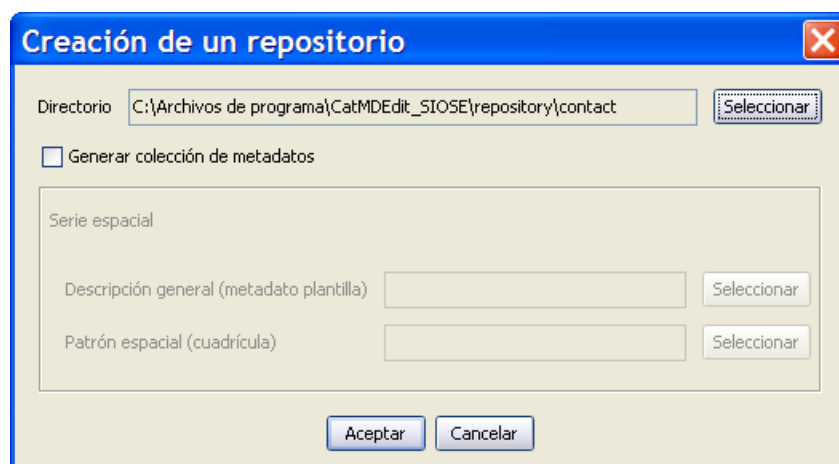 Creación de un repositorio
Directorio C:\Archivos de programa\CatMDEdit_SIOSE\repository\contact Seleccionar
Generar colección de metadatos
Serie espacial
Descripción general (metadato plantilla) Seleccionar
Patrón espacial (cuadrícula) Seleccionar
Aceptar Cancelar